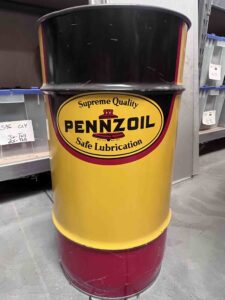 Supreme Quality
PENNZOIL
Safe Lubrication